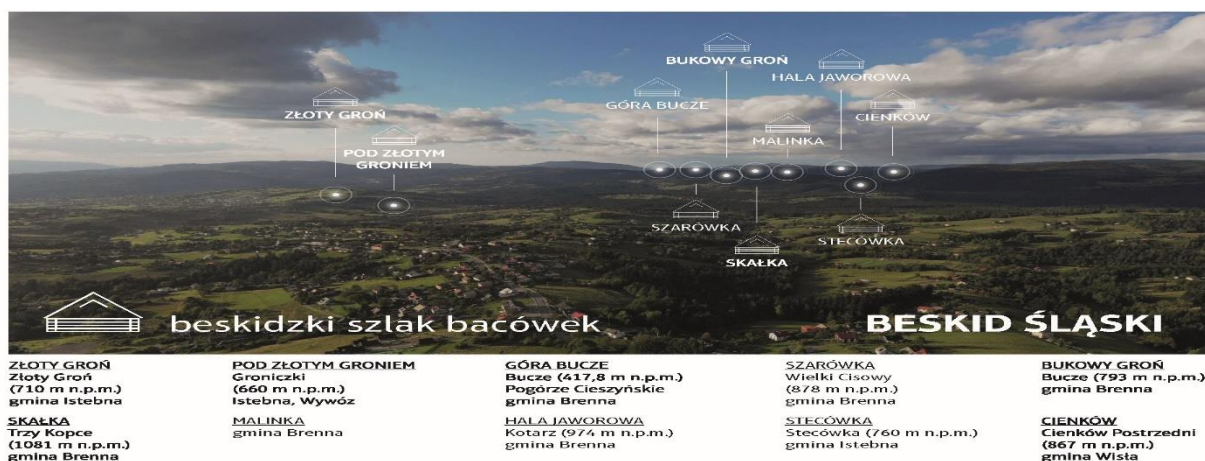 BUKOWY GROŃ
HALA JAWOROWA
ZŁOTY GROŃ
GÓRA BUCZE
CIENKÓW
POD ZŁOTYM
GRONIEM
MALINKA
SZARÓWKA
STECÓWKA
SKAŁKA
beskidzki szlak bacówek
BESKID ŚLĄSKI
ZŁOTY GROŃ
Złoty Groń
(710 m n.p.m.)
gmina Istebna
POD ZŁOTYM GRONIEM
Groniczki
(660 m n.p.m.)
Istebna, Wywóz
GÓRA BUCZE
Bucze (417,8 m n.p.m.)
Pogórze Cieszyńskie
gmina Brenna
SZARÓWKA
Wielki Cisowy
(878 m n.p.m.)
gmina Brenna
BUKOWY GROŃ
Bucze (793 m n.p.m.)
gmina Brenna
SKAŁKA
Trzy Kopce
(1081 m n.p.m.)
gmina Brenna
MALINKA
gmina Brenna
HALA JAWOROWA
Kotarz (974 m n.p.m.)
gmina Brenna
STECÓWKA
Stecówka (760 m n.p.m.)
gmina Istebna
CIENKÓW
Cienków Postrzedni
(867 m n.p.m.)
gmina Wisła